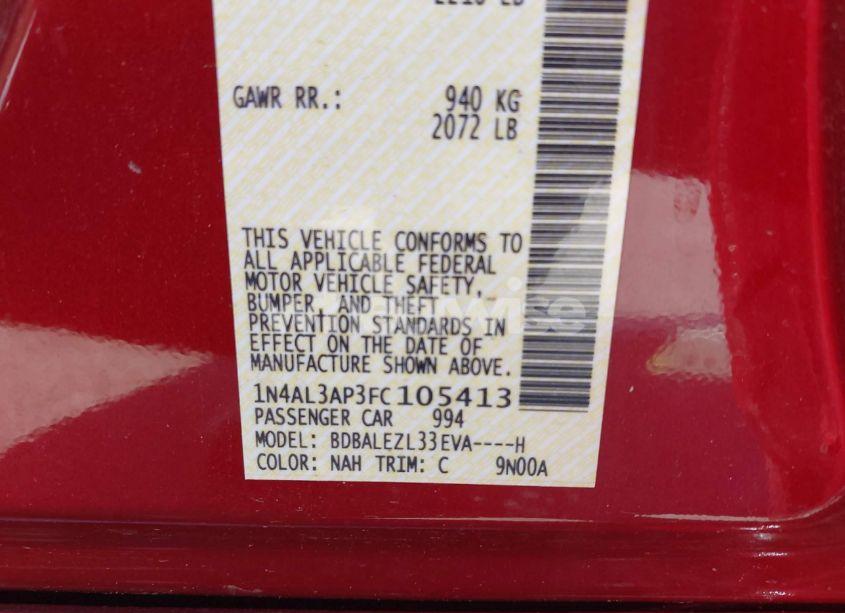 GAWR RR.: 940 KG
2072 LB
THIS VEHICLE CONFORMS TO
ALL APPLICABLE FEDERAL
MOTOR VEHICLE SAFETY,
BUMPER, AND THEFT
PREVENTION STANDARDS IN
EFFECT ON THE DATE OF
MANUFACTURE SHOWN ABOVE.
1N4AL3AP3FC105413
PASSENGER CAR 994
MODEL: BDBALEZL33EVA----H
COLOR: NAH TRIM: C 9N00A